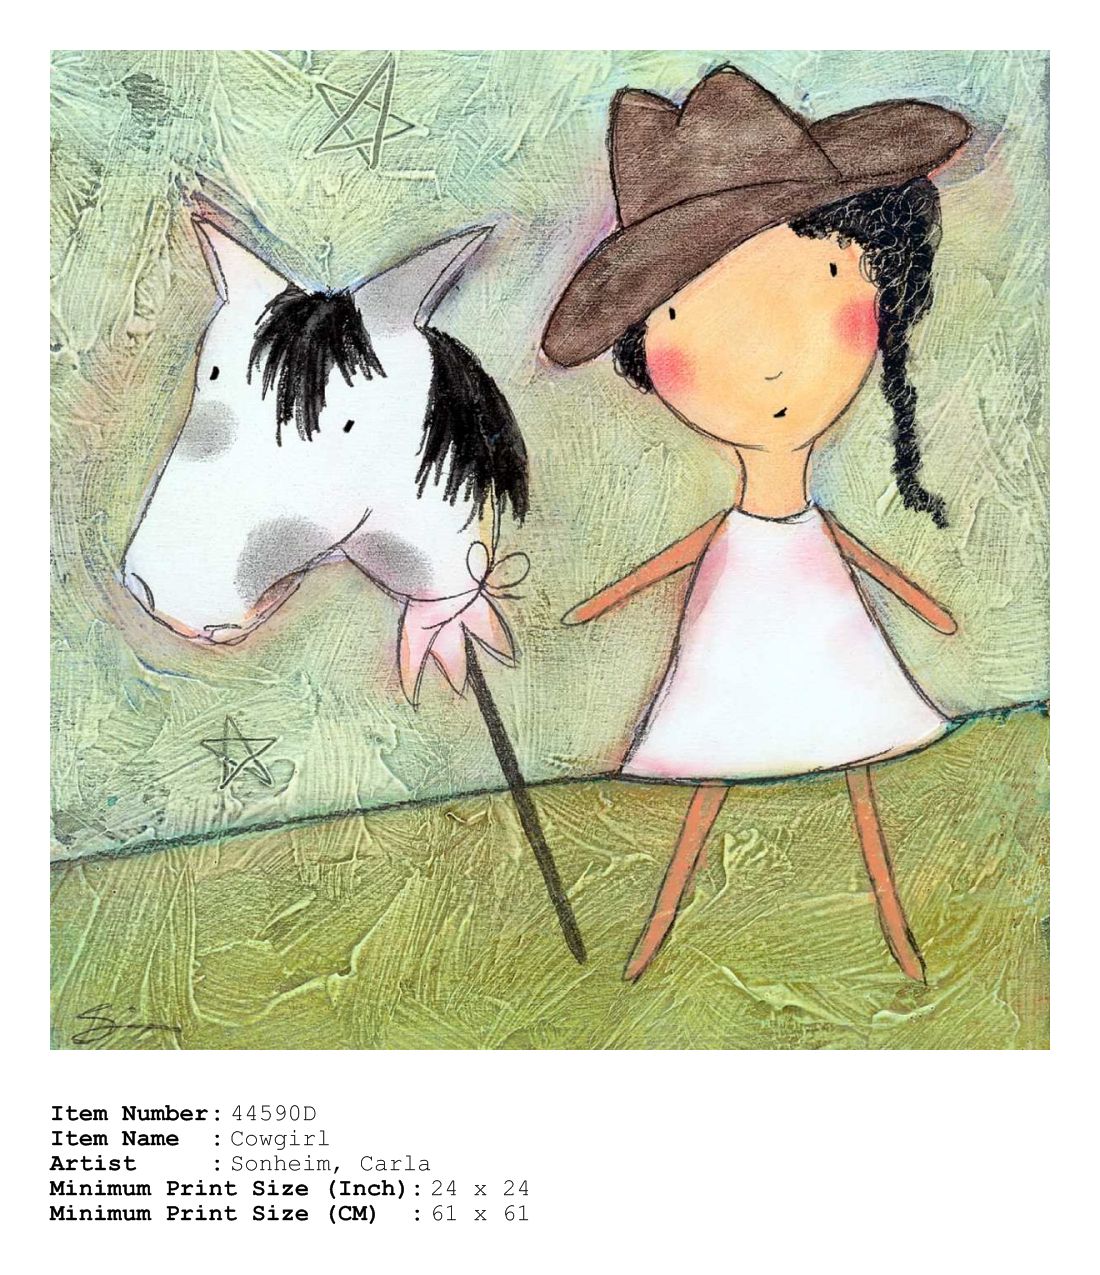 Item Number: 44590D
Item Name : Cowgirl
Artist : Sonheim, Carla
Minimum Print Size (Inch): 24 x 24
Minimum Print Size (CM) : 61 x 61